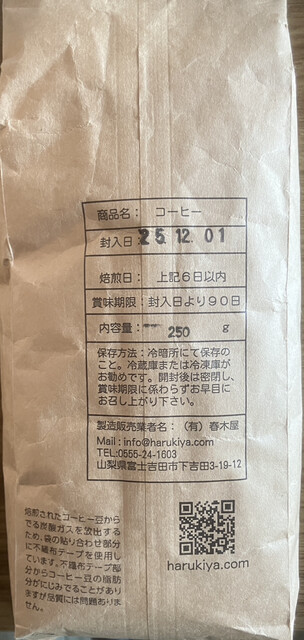 商品名： コーヒー
封入日：25.12.01
焙煎日： 上記６日以内
賞味期限：封入日より９０日
内容量： 250 g
保存方法：冷暗所にて保存の
こと。冷蔵庫または冷凍庫が
お勧めです。開封後は密閉し、
賞味期限に係わらずお早目に
お召し上がり下さい。
製造販売業者名：（有）春木屋
Mail：info@harukiya.com
TEL:0555-24-1603
山梨県富士吉田市下吉田3-19-12
焙煎されたコーヒー豆から
でる炭酸ガスを放出する
ため、袋の貼り合わせ部分
に不織布テープを使用し
ています。不織布テープ部
分からコーヒー豆の脂肪
分がにじみでることがあり
ますが品質には問題ありま
せん。
harukiya.com